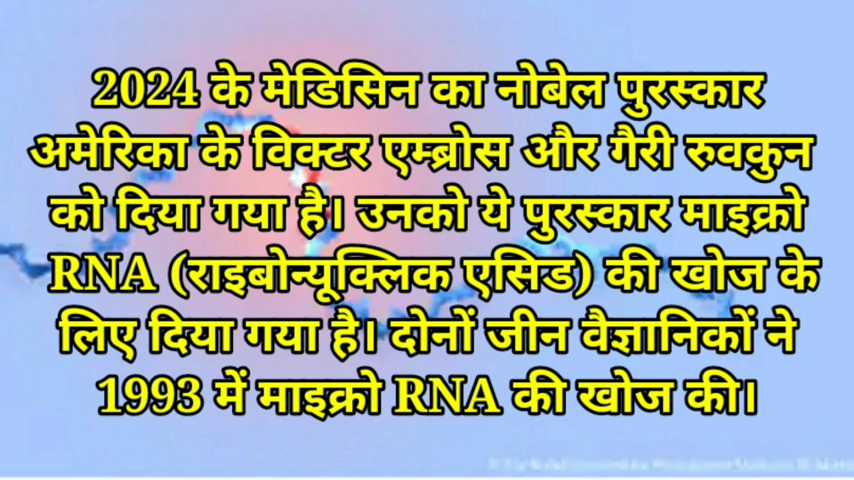 2024 के मेडिसिन का नोबेल पुरस्कार
अमेरिका के विक्टर एम्ब्रोस और गैरी रुवकुन
को दिया गया है। उनको ये पुरस्कार माइक्रो
RNA (राइबोन्यूक्लिक एसिड) की खोज के
लिए दिया गया है। दोनों जीन वैज्ञानिकों ने
1993 में माइक्रो RNA की खोज की।